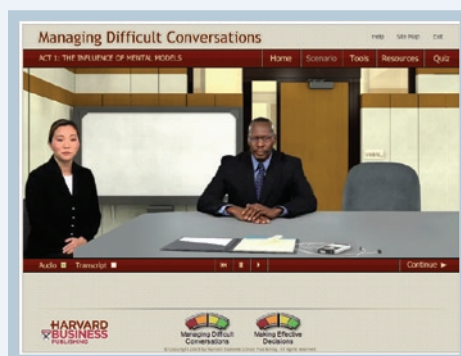 Managing Difficult Conversations
Help Site Map Exit
ACT 1: THE INFLUENCE OF MENTAL MODELS
Home Scenario Tools Resources Quiz
Audio Transcript
Continue
HARVARD
BUSINESS
PUBLISHING
Managing Difficult
Conversations
Making Effective
Decisions